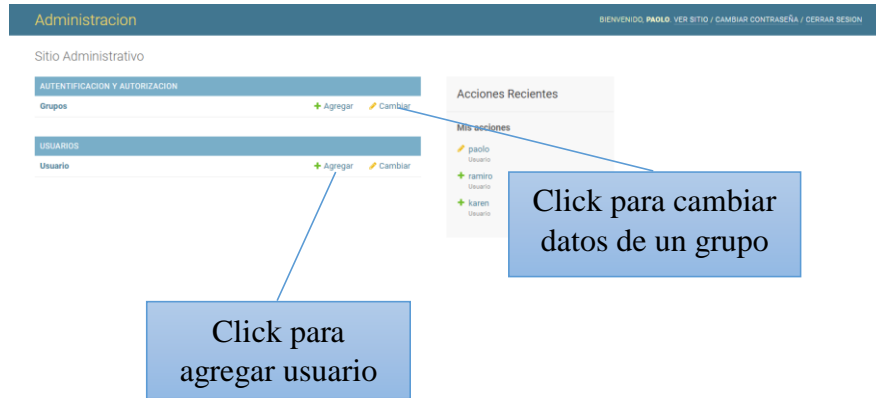 Administracion
BIENVENIDO, PAOLO. VER SITIO / CAMBIAR CONTRASEÑA / CERRAR SESION
Sitio Administrativo
AUTENTIFICACION Y AUTORIZACION
Grupos Agregar Cambiar
USUARIOS
Usuario Agregar Cambiar
Acciones Recientes
Mis acciones
paolo
Usuario
ramiro
Usuario
karen
Usuario
Click para cambiar
datos de un grupo
Click para
agregar usuario